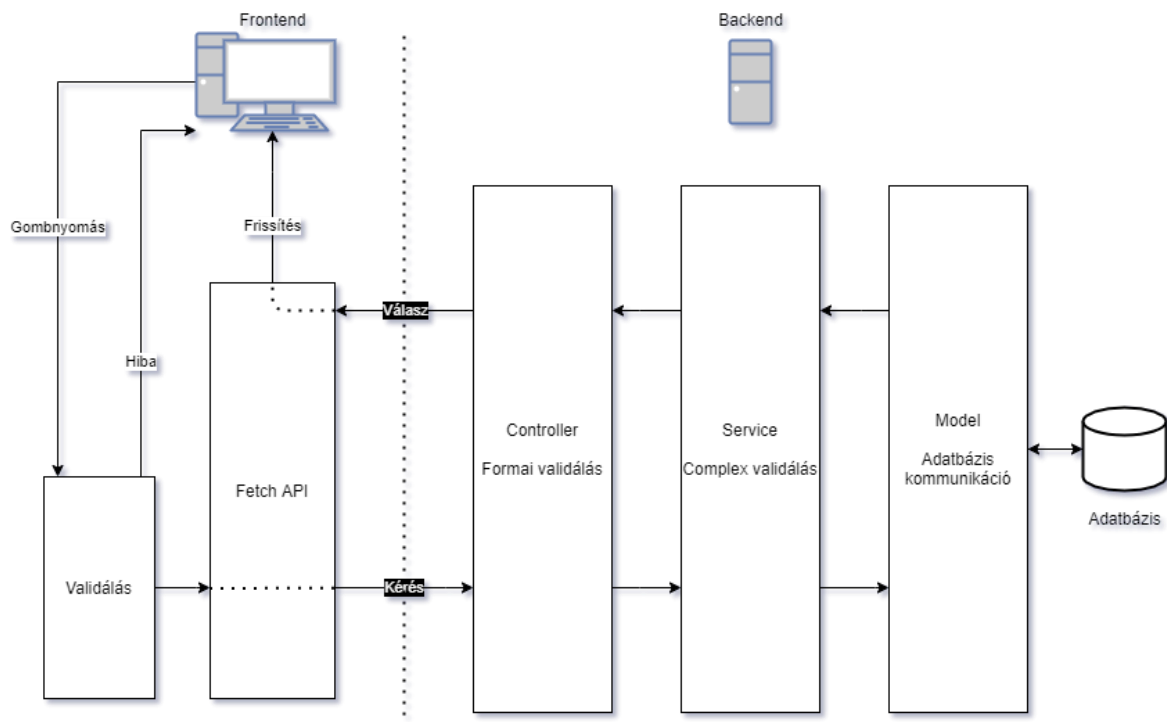 Frontend
Backend
Gombnyomás
Frissítés
Válasz
Hiba
Controller
Formai validálás
Service
Complex validálás
Model
Adatbázis
kommunikáció
Fetch API
Adatbázis
Validálás
Kérés